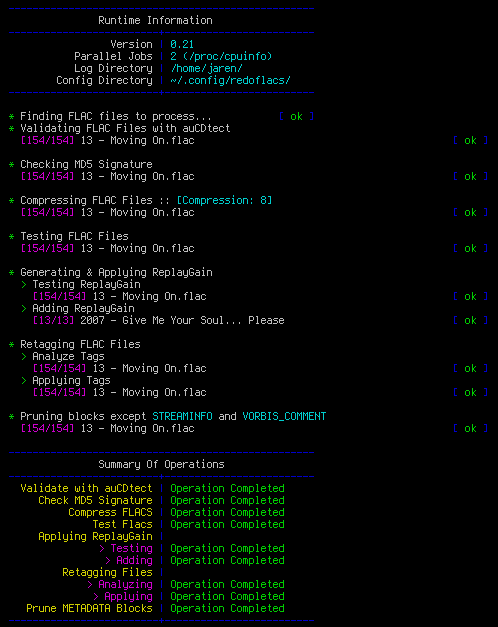 Runtime Information
Version | 0.21
Parallel Jobs | 2 (/proc/cpuinfo)
Log Directory | /home/jaren/
Config Directory | ~/.config/redoflacs/
* Finding FLAC files to process... [ ok ]
* Validating FLAC Files with auCDtect
[154/154] 13 - Moving On.flac [ ok ]
* Checking MD5 Signature
[154/154] 13 - Moving On.flac [ ok ]
* Compressing FLAC Files :: [Compression: 8]
[154/154] 13 - Moving On.flac [ ok ]
* Testing FLAC Files
[154/154] 13 - Moving On.flac [ ok ]
* Generating & Applying ReplayGain
> Testing ReplayGain
[154/154] 13 - Moving On.flac [ ok ]
> Adding ReplayGain
[13/13] 2007 - Give Me Your Soul... Please [ ok ]
* Retagging FLAC Files
> Analyze Tags
[154/154] 13 - Moving On.flac [ ok ]
> Applying Tags
[154/154] 13 - Moving On.flac [ ok ]
* Pruning blocks except STREAMINFO and VORBIS_COMMENT
[154/154] 13 - Moving On.flac [ ok ]
Summary Of Operations
Validate with auCDtect | Operation Completed
Check MD5 Signature | Operation Completed
Compress FLACS | Operation Completed
Test Flacs | Operation Completed
Applying ReplayGain |
> Testing | Operation Completed
> Adding | Operation Completed
Retagging Files |
> Analyzing | Operation Completed
> Applying | Operation Completed
Prune METADATA Blocks | Operation Completed